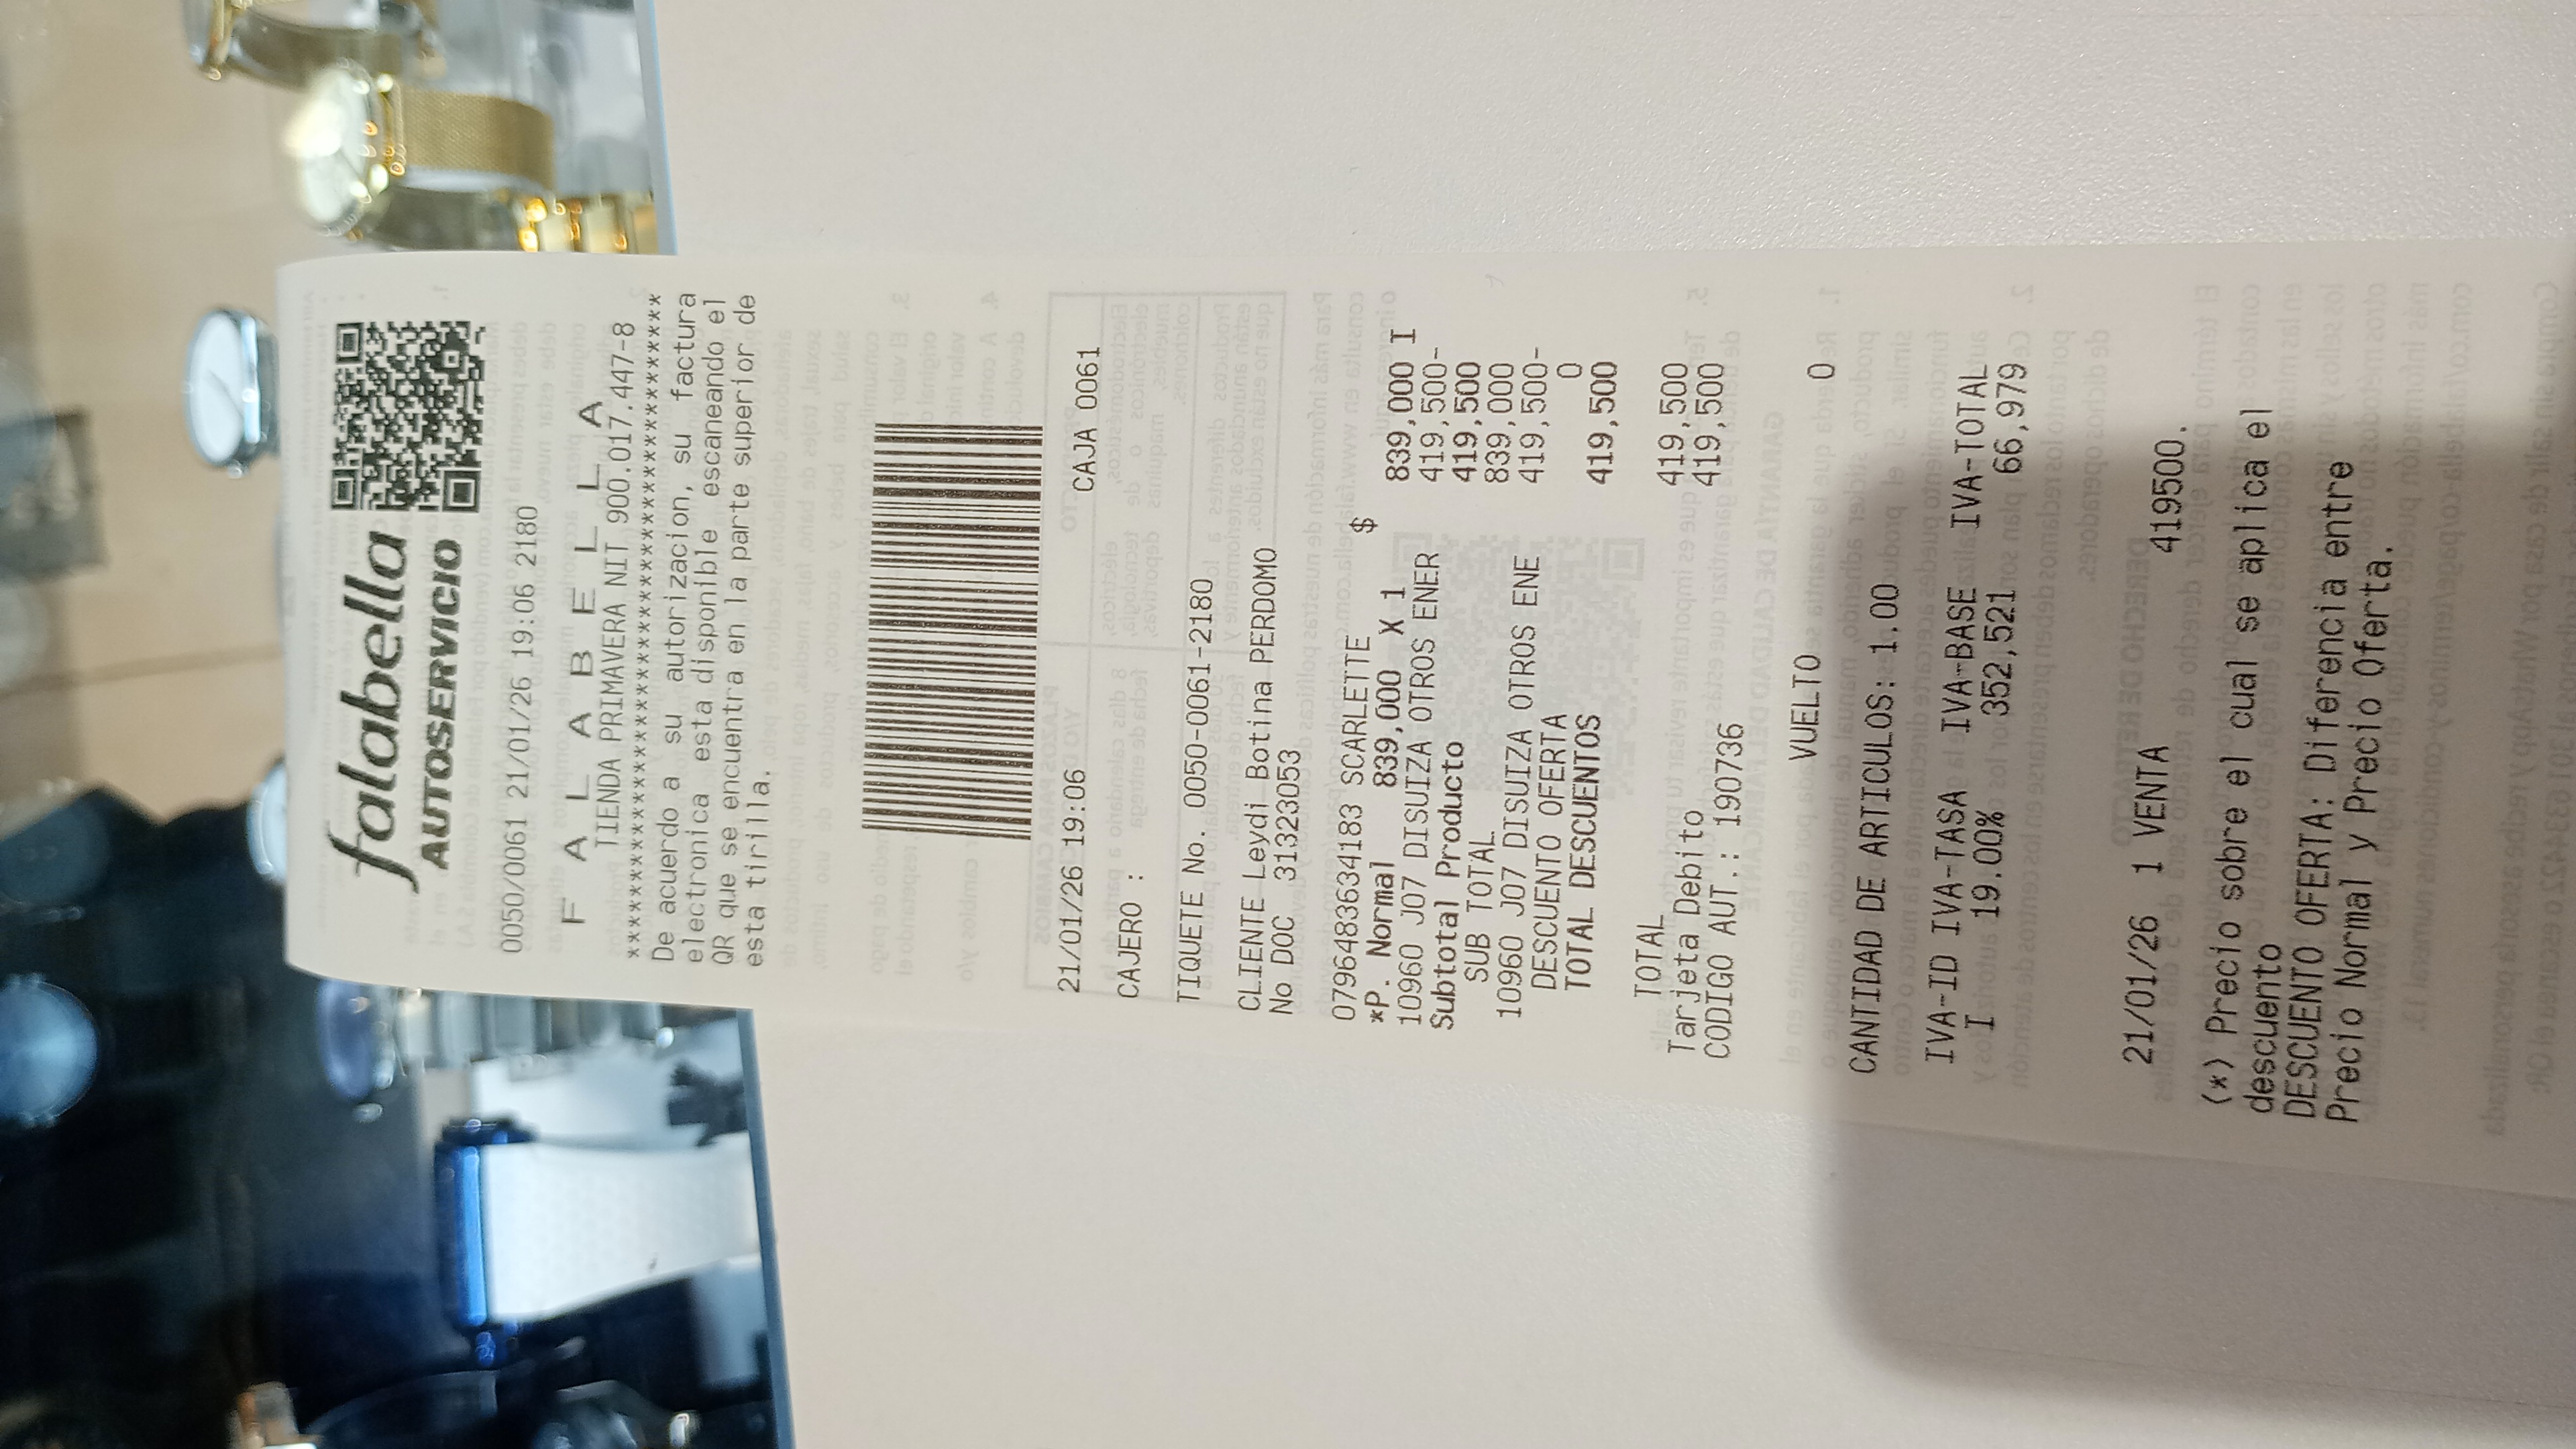 falabella
AUTOSERVICIO
0050/0061 21/01/26 19:06 2180
F A L A B E L L A
TIENDA PRIMAVERA NIT 900.017.447-8
******************************************
De acuerdo a su autorizacion, su factura
electronica esta disponible escaneando el
QR que se encuentra en la parte superior de
esta tirilla.
21/01/26 19:06 CAJA 0061
CAJERO :
TIQUETE No. 0050-0061-2180
CLIENTE Leydi Botina PERDOMO
No DOC 31323053
0796483634183 SCARLETTE
*P. Normal 839,000 X 1 $ 839,000 I
10960 J07 DISUIZA OTROS ENER 419,500-
Subtotal Producto 419,500
SUB TOTAL 839,000
10960 J07 DISUIZA OTROS ENE 419,500-
DESCUENTO OFERTA 0
TOTAL DESCUENTOS 419,500
TOTAL 419,500
Tarjeta Debito 419,500
CODIGO AUT.: 190736
VUELTO 0
CANTIDAD DE ARTICULOS: 1.00
IVA-ID IVA-TASA IVA-BASE IVA-TOTAL
I 19.00% 352,521 66,979
21/01/26 1 VENTA 419500.
(*) Precio sobre el cual se aplica el
descuento
DESCUENTO OFERTA: Diferencia entre
Precio Normal y Precio Oferta.